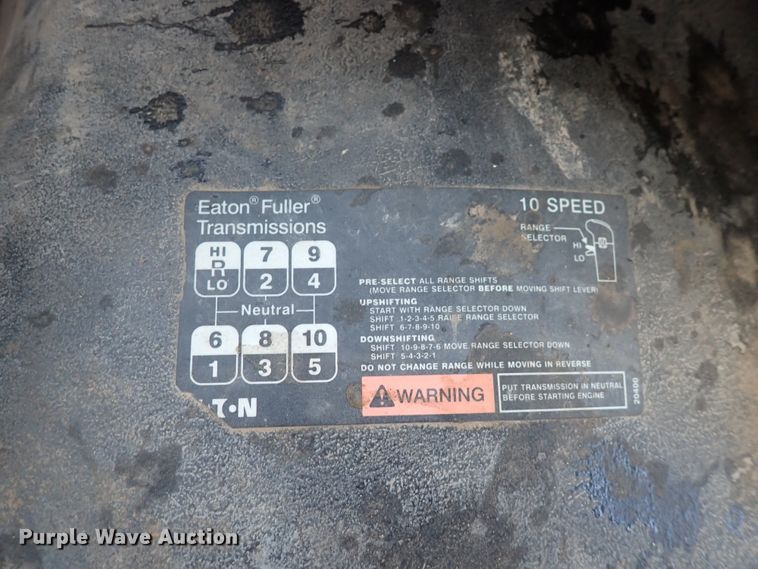 Eaton® Fuller®
Transmissions
10 SPEED
RANGE
SELECTOR
HI
LO
HI
R
LO
7
2
9
4
Neutral
6
1
8
3
10
5
PRE-SELECT ALL RANGE SHIFTS
(MOVE RANGE SELECTOR BEFORE MOVING SHIFT LEVER)
UPSHIFTING
START WITH RANGE SELECTOR DOWN
SHIFT 1-2-3-4-5 RAISE RANGE SELECTOR
SHIFT 6-7-8-9-10
DOWNSHIFTING
SHIFT 10-9-8-7-6 MOVE RANGE SELECTOR DOWN
SHIFT 5-4-3-2-1
DO NOT CHANGE RANGE WHILE MOVING IN REVERSE
WARNING
PUT TRANSMISSION IN NEUTRAL
BEFORE STARTING ENGINE
20400
T·N
Purple Wave Auction